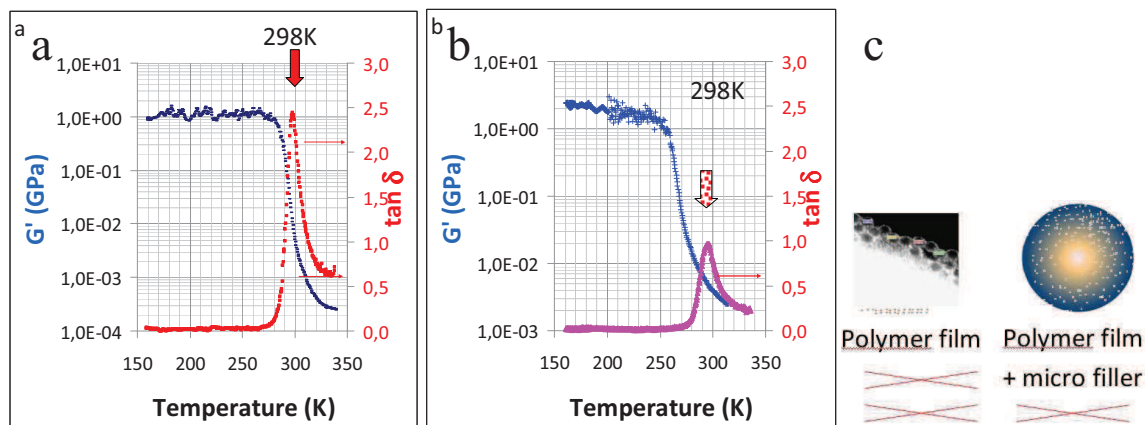 a
a
298K
1,0E+01
1,0E+00
1,0E-01
1,0E-02
1,0E-03
1,0E-04
G' (GPa)
3,0
2,5
2,0
1,5
1,0
0,5
0,0
tan δ
150
200
250
300
350
Temperature (K)
b
b
298K
1,0E+01
1,0E+00
1,0E-01
1,0E-02
1,0E-03
G' (GPa)
3,0
2,5
2,0
1,5
1,0
0,5
0,0
tan δ
150
200
250
300
350
Temperature (K)
c
Polymer film
Polymer film
+ micro filler